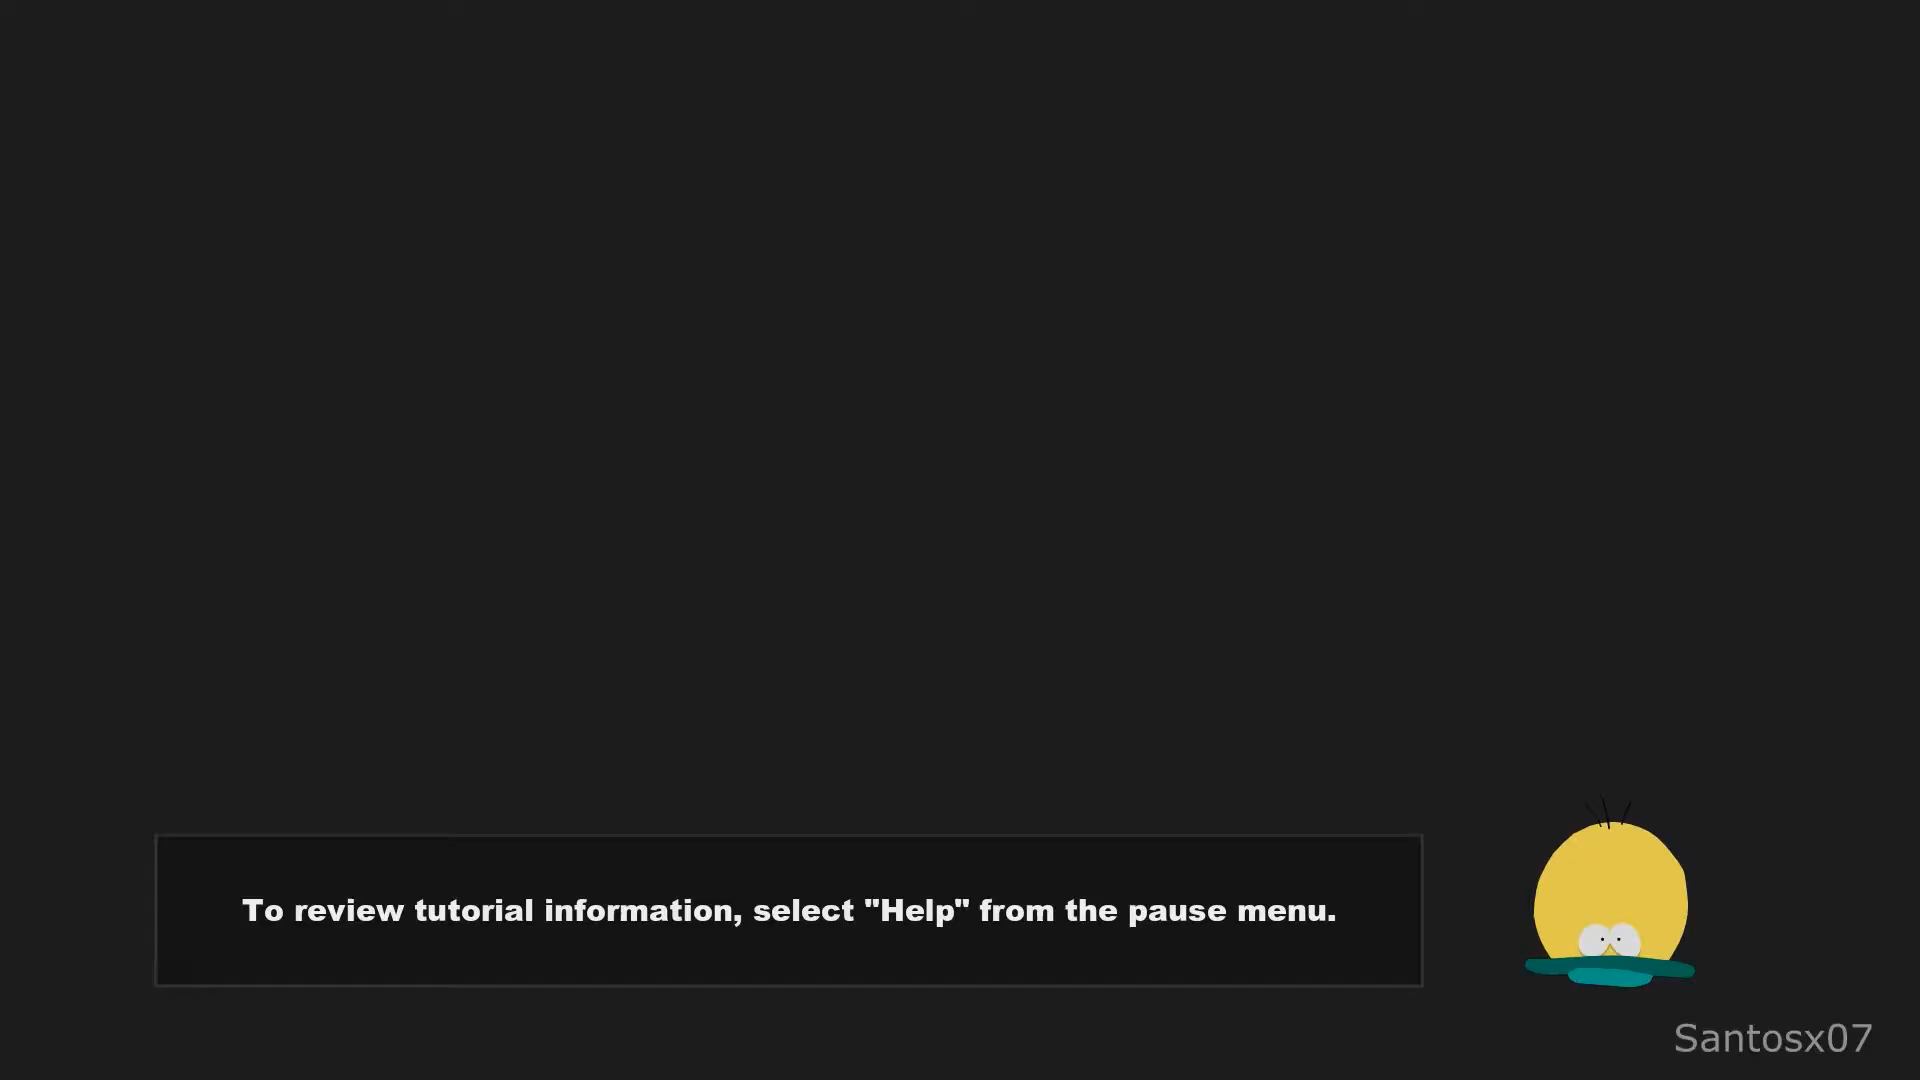 To review tutorial information, select "Help" from the pause menu.
Santosx07